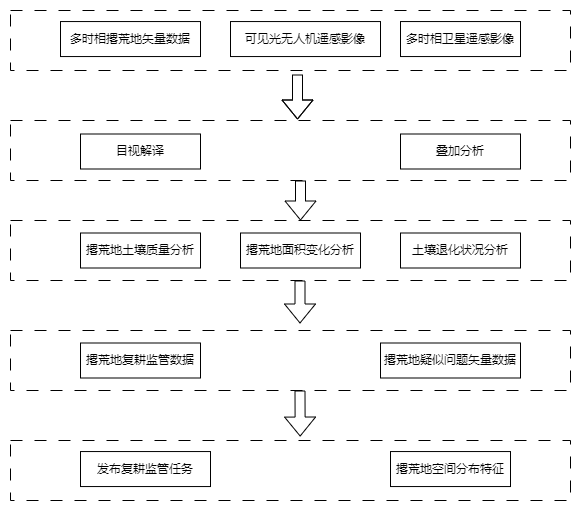 多时相撂荒地矢量数据
可见光无人机遥感影像
多时相卫星遥感影像
目视解译
叠加分析
撂荒地土壤质量分析
撂荒地面积变化分析
土壤退化状况分析
撂荒地复耕监管数据
撂荒地疑似问题矢量数据
发布复耕监管任务
撂荒地空间分布特征